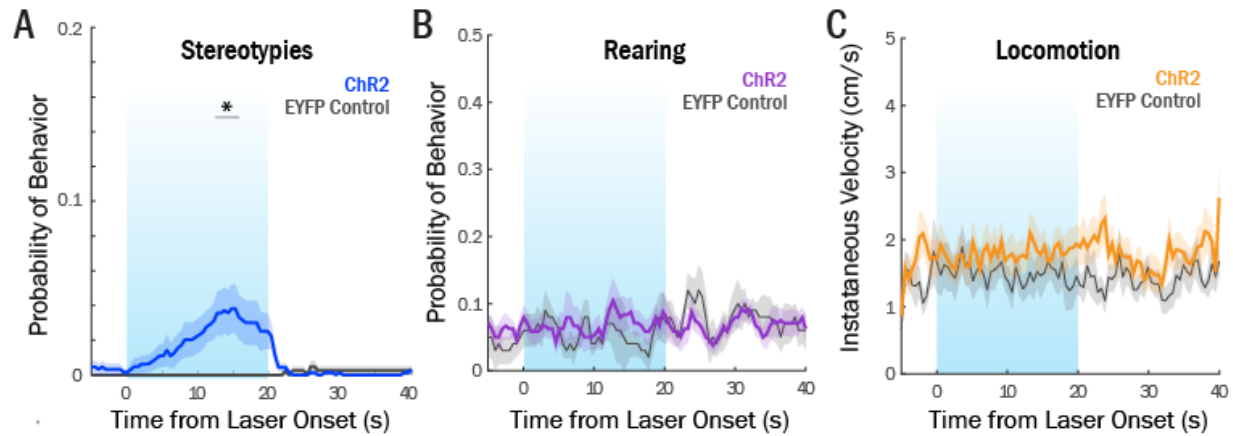 A
Stereotypies
ChR2
EYFP Control
*
Probability of Behavior
0.2
0.1
0
0
10
20
30
40
Time from Laser Onset (s)
B
Rearing
ChR2
EYFP Control
Probability of Behavior
0.5
0.4
0.3
0.2
0.1
0
0
10
20
30
40
Time from Laser Onset (s)
C
Locomotion
ChR2
EYFP Control
Instataneous Velocity (cm/s)
5
4
3
2
1
0
0
10
20
30
40
Time from Laser Onset (s)